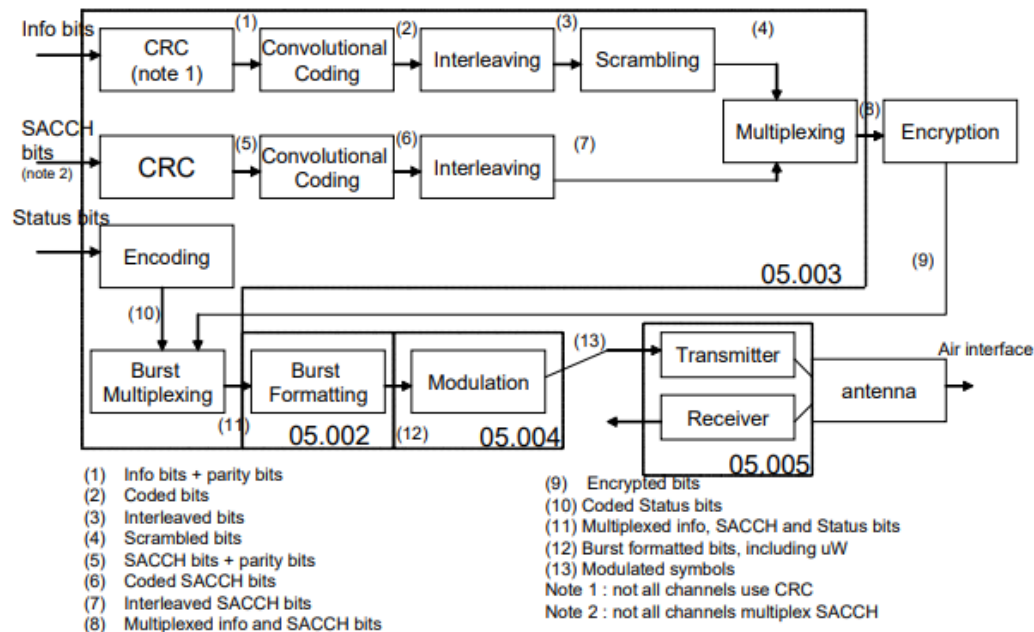 Info bits
(1)
(2)
(3)
(4)
CRC
(note 1)
Convolutional
Coding
Interleaving
Scrambling
SACCH
bits
(note 2)
(5)
(6)
(7)
(8)
CRC
Convolutional
Coding
Interleaving
Multiplexing
Encryption
Status bits
Encoding
05.003
(9)
(10)
(13)
Burst
Multiplexing
(11)
Burst
Formatting
05.002
(12)
Modulation
05.004
Transmitter
Receiver
05.005
antenna
Air interface
(1) Info bits + parity bits
(2) Coded bits
(3) Interleaved bits
(4) Scrambled bits
(5) SACCH bits + parity bits
(6) Coded SACCH bits
(7) Interleaved SACCH bits
(8) Multiplexed info and SACCH bits
(9) Encrypted bits
(10) Coded Status bits
(11) Multiplexed info, SACCH and Status bits
(12) Burst formatted bits, including uW
(13) Modulated symbols
Note 1 : not all channels use CRC
Note 2 : not all channels multiplex SACCH